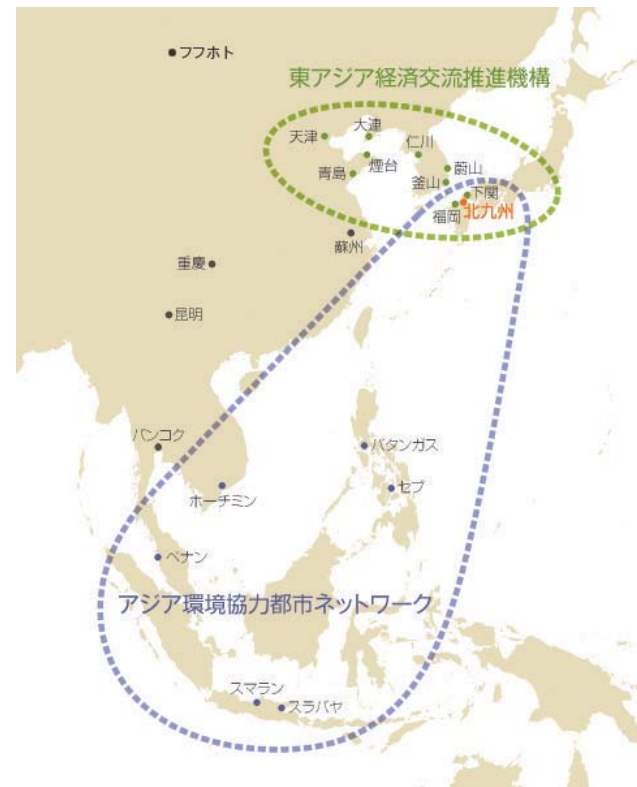 フフホト
東アジア経済交流推進機構
大連
天津
仁川
煙台
蔚山
青島
釜山
下関
北九州
福岡
蘇州
重慶
昆明
バンコク
バタンガス
セブ
ホーチミン
ペナン
アジア環境協力都市ネットワーク
スマラン
スラバヤ